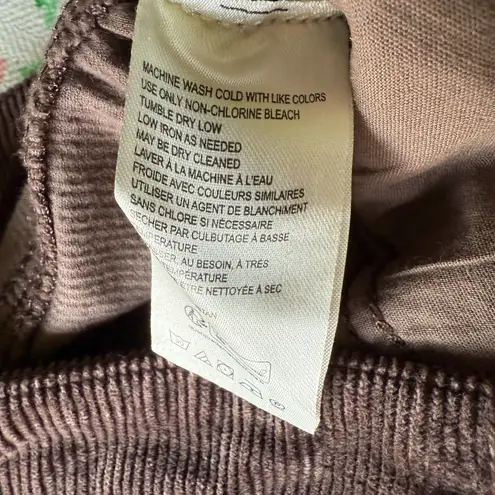 MACHINE WASH COLD WITH LIKE COLORS
USE ONLY NON-CHLORINE BLEACH
TUMBLE DRY LOW
LOW IRON AS NEEDED
MAY BE DRY CLEANED
LAVER À LA MACHINE À L'EAU
FROIDE AVEC COULEURS SIMILAIRES
UTILISER UN AGENT DE BLANCHIMENT
SANS CHLORE SI NÉCESSAIRE
SÉCHER PAR CULBUTAGE À BASSE
AU BESOIN, À TRÈS
TEMPÉRATURE
ÊTRE NETTOYÉE À SEC